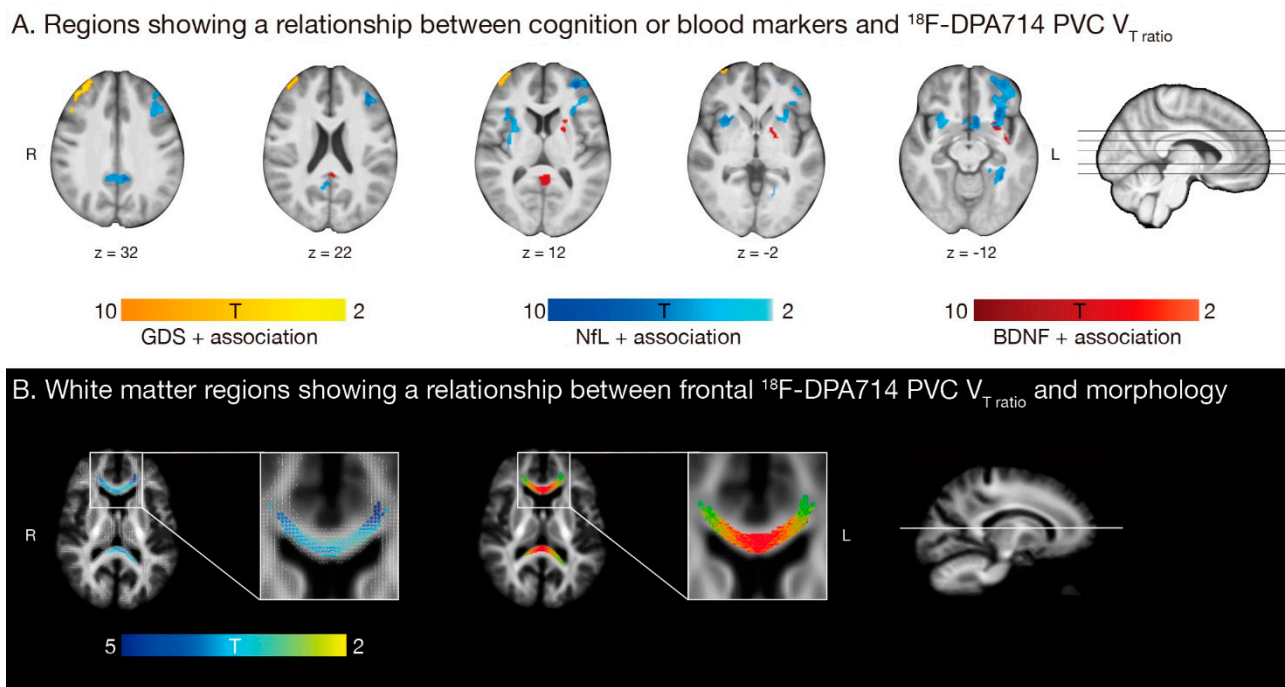 A. Regions showing a relationship between cognition or blood markers and ¹⁸F-DPA714 PVC V_T ratio
R
L
z = 32
z = 22
z = 12
z = -2
z = -12
10 T 2
GDS + association
10 T 2
NfL + association
10 T 2
BDNF + association
B. White matter regions showing a relationship between frontal ¹⁸F-DPA714 PVC V_T ratio and morphology
R
L
5 T 2